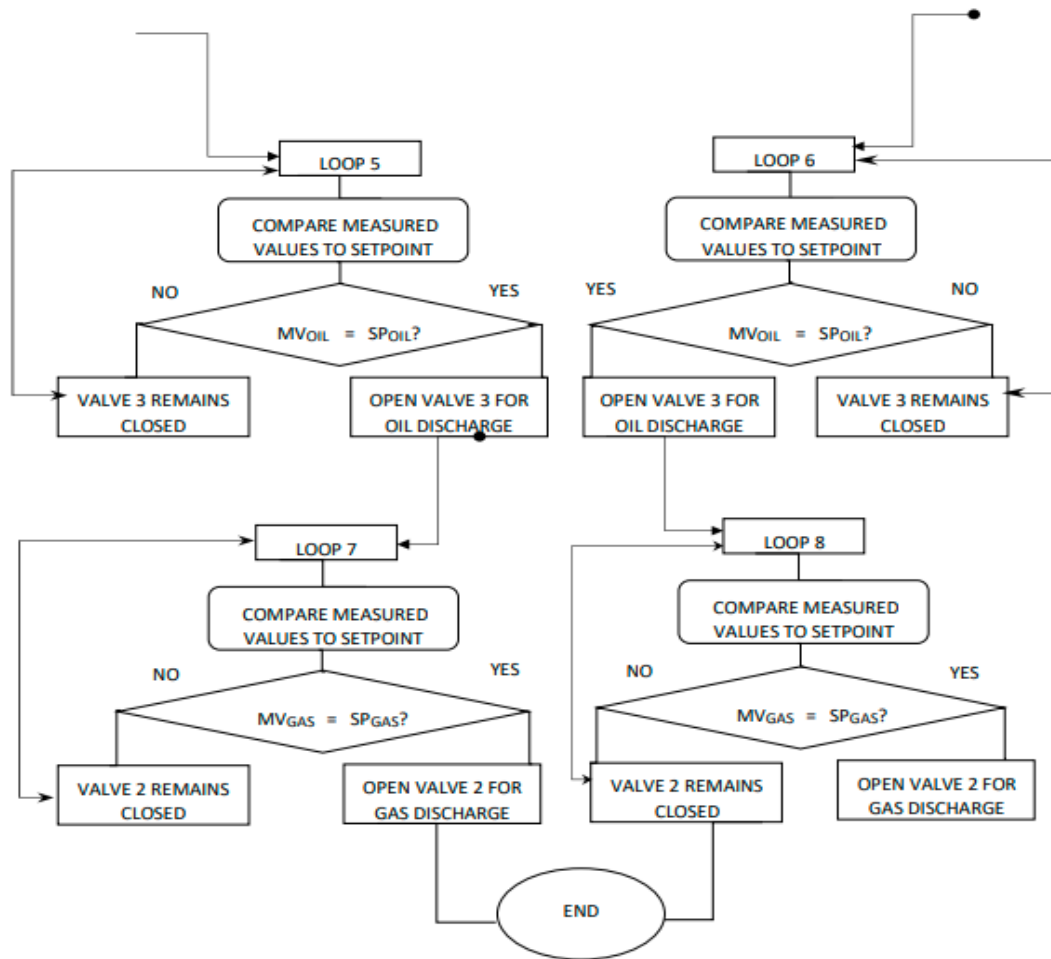 LOOP 5
COMPARE MEASURED
VALUES TO SETPOINT
NO
YES
MVOIL = SPOIL?
VALVE 3 REMAINS
CLOSED
OPEN VALVE 3 FOR
OIL DISCHARGE
LOOP 6
COMPARE MEASURED
VALUES TO SETPOINT
YES
NO
MVOIL = SPOIL?
OPEN VALVE 3 FOR
OIL DISCHARGE
VALVE 3 REMAINS
CLOSED
LOOP 7
COMPARE MEASURED
VALUES TO SETPOINT
NO
YES
MVGAS = SPGAS?
VALVE 2 REMAINS
CLOSED
OPEN VALVE 2 FOR
GAS DISCHARGE
LOOP 8
COMPARE MEASURED
VALUES TO SETPOINT
NO
YES
MVGAS = SPGAS?
VALVE 2 REMAINS
CLOSED
OPEN VALVE 2 FOR
GAS DISCHARGE
END